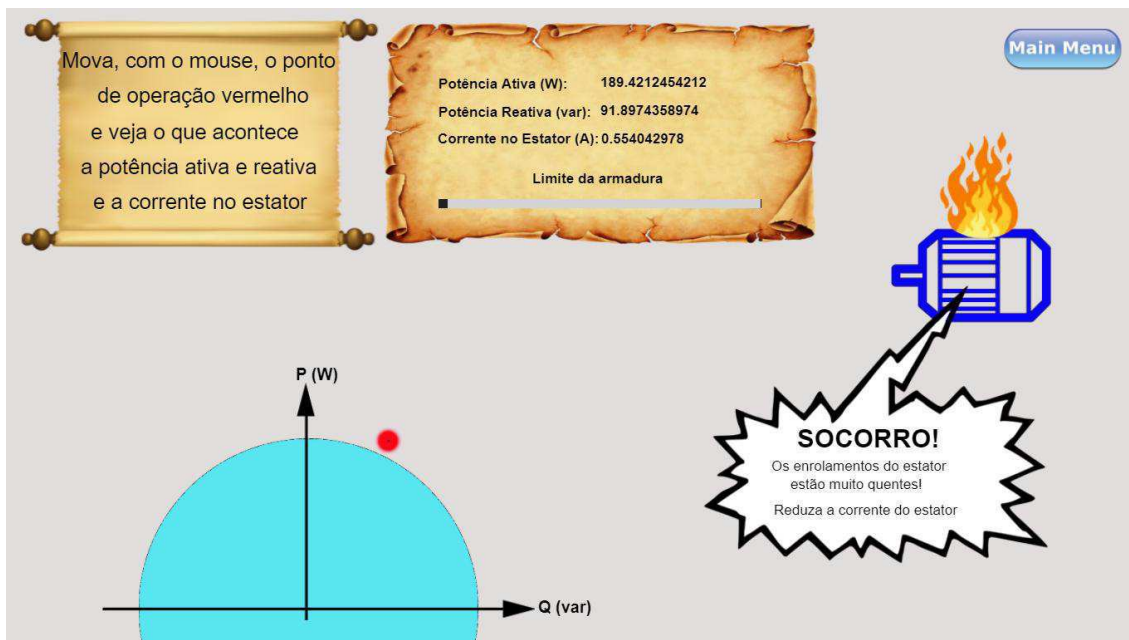 Mova, com o mouse, o ponto
de operação vermelho
e veja o que acontece
a potência ativa e reativa
e a corrente no estator
Potência Ativa (W): 189.4212454212
Potência Reativa (var): 91.8974358974
Corrente no Estator (A): 0.554042978
Limite da armadura
Main Menu
P (W)
Q (var)
SOCORRO!
Os enrolamentos do estator
estão muito quentes!
Reduza a corrente do estator